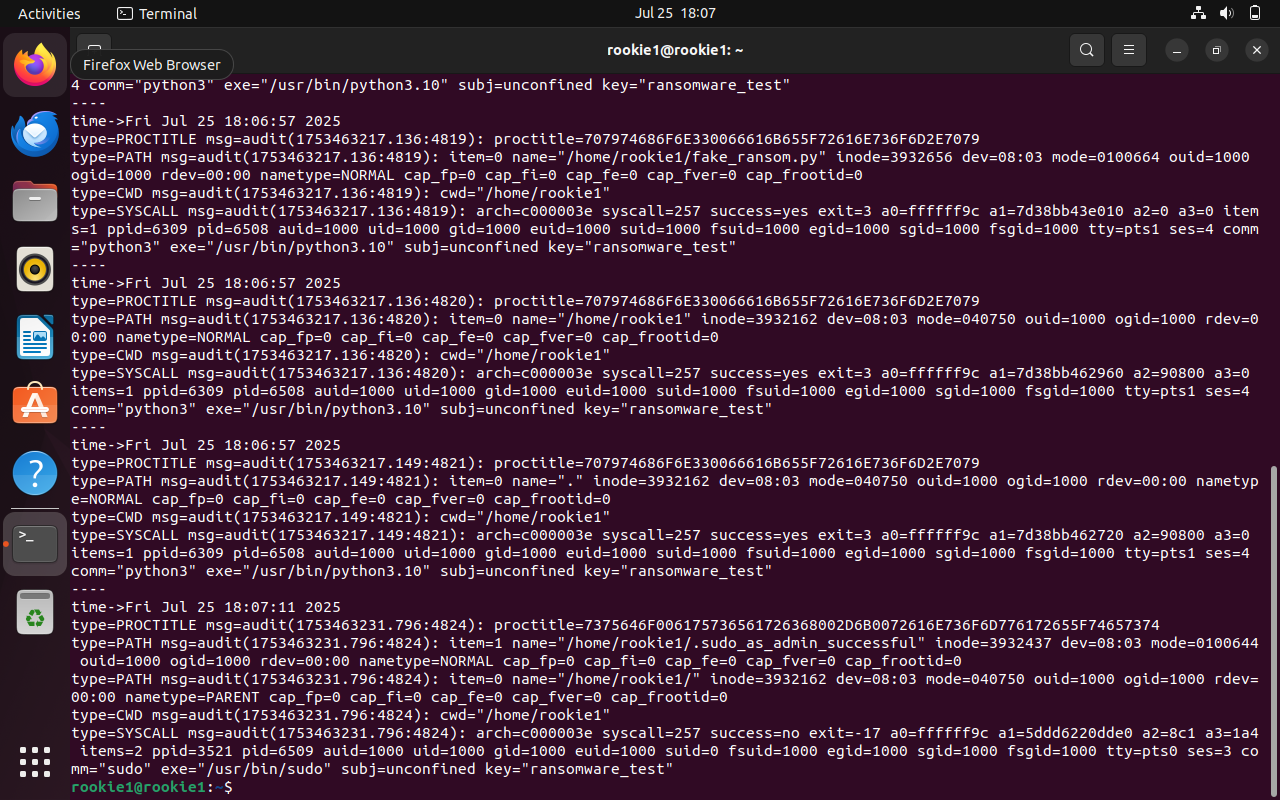 Activities
Terminal
Jul 25 18:07
rookie1@rookie1: ~
Firefox Web Browser
4 comm="python3" exe="/usr/bin/python3.10" subj=unconfined key="ransomware_test"
----
time->Fri Jul 25 18:06:57 2025
type=PROCTITLE msg=audit(1753463217.136:4819): proctitle=707974686F6E330066616B655F72616E736F6D2E7079
type=PATH msg=audit(1753463217.136:4819): item=0 name="/home/rookie1/fake_ransom.py" inode=3932656 dev=08:03 mode=0100664 ouid=1000
ogid=1000 rdev=00:00 nametype=NORMAL cap_fp=0 cap_fi=0 cap_fe=0 cap_fver=0 cap_frootid=0
type=CWD msg=audit(1753463217.136:4819): cwd="/home/rookie1"
type=SYSCALL msg=audit(1753463217.136:4819): arch=c000003e syscall=257 success=yes exit=3 a0=ffffff9c a1=7d38bb43e010 a2=0 a3=0 item
s=1 ppid=6309 pid=6508 auid=1000 uid=1000 gid=1000 euid=1000 suid=1000 fsuid=1000 egid=1000 sgid=1000 fsgid=1000 tty=pts1 ses=4 comm
="python3" exe="/usr/bin/python3.10" subj=unconfined key="ransomware_test"
----
time->Fri Jul 25 18:06:57 2025
type=PROCTITLE msg=audit(1753463217.136:4820): proctitle=707974686F6E330066616B655F72616E736F6D2E7079
type=PATH msg=audit(1753463217.136:4820): item=0 name="/home/rookie1" inode=3932162 dev=08:03 mode=040750 ouid=1000 ogid=1000 rdev=0
0:00 nametype=NORMAL cap_fp=0 cap_fi=0 cap_fe=0 cap_fver=0 cap_frootid=0
type=CWD msg=audit(1753463217.136:4820): cwd="/home/rookie1"
type=SYSCALL msg=audit(1753463217.136:4820): arch=c000003e syscall=257 success=yes exit=3 a0=ffffff9c a1=7d38bb462960 a2=90800 a3=0
items=1 ppid=6309 pid=6508 auid=1000 uid=1000 gid=1000 euid=1000 suid=1000 fsuid=1000 egid=1000 sgid=1000 fsgid=1000 tty=pts1 ses=4
comm="python3" exe="/usr/bin/python3.10" subj=unconfined key="ransomware_test"
----
time->Fri Jul 25 18:06:57 2025
type=PROCTITLE msg=audit(1753463217.149:4821): proctitle=707974686F6E330066616B655F72616E736F6D2E7079
type=PATH msg=audit(1753463217.149:4821): item=0 name="." inode=3932162 dev=08:03 mode=040750 ouid=1000 ogid=1000 rdev=00:00 nametyp
e=NORMAL cap_fp=0 cap_fi=0 cap_fe=0 cap_fver=0 cap_frootid=0
type=CWD msg=audit(1753463217.149:4821): cwd="/home/rookie1"
type=SYSCALL msg=audit(1753463217.149:4821): arch=c000003e syscall=257 success=yes exit=3 a0=ffffff9c a1=7d38bb462720 a2=90800 a3=0
items=1 ppid=6309 pid=6508 auid=1000 uid=1000 gid=1000 euid=1000 suid=1000 fsuid=1000 egid=1000 sgid=1000 fsgid=1000 tty=pts1 ses=4
comm="python3" exe="/usr/bin/python3.10" subj=unconfined key="ransomware_test"
----
time->Fri Jul 25 18:07:11 2025
type=PROCTITLE msg=audit(1753463231.796:4824): proctitle=7375646F006175736561726368002D6B0072616E736F6D776172655F74657374
type=PATH msg=audit(1753463231.796:4824): item=1 name="/home/rookie1/.sudo_as_admin_successful" inode=3932437 dev=08:03 mode=0100644
ouid=1000 ogid=1000 rdev=00:00 nametype=NORMAL cap_fp=0 cap_fi=0 cap_fe=0 cap_fver=0 cap_frootid=0
type=PATH msg=audit(1753463231.796:4824): item=0 name="/home/rookie1/" inode=3932162 dev=08:03 mode=040750 ouid=1000 ogid=1000 rdev=
00:00 nametype=PARENT cap_fp=0 cap_fi=0 cap_fe=0 cap_fver=0 cap_frootid=0
type=CWD msg=audit(1753463231.796:4824): cwd="/home/rookie1"
type=SYSCALL msg=audit(1753463231.796:4824): arch=c000003e syscall=257 success=no exit=-17 a0=ffffff9c a1=5ddd6220dde0 a2=8c1 a3=1a4
items=2 ppid=3521 pid=6509 auid=1000 uid=1000 gid=1000 euid=1000 suid=0 fsuid=1000 egid=1000 sgid=1000 fsgid=1000 tty=pts0 ses=3 co
mm="sudo" exe="/usr/bin/sudo" subj=unconfined key="ransomware_test"
rookie1@rookie1:~$